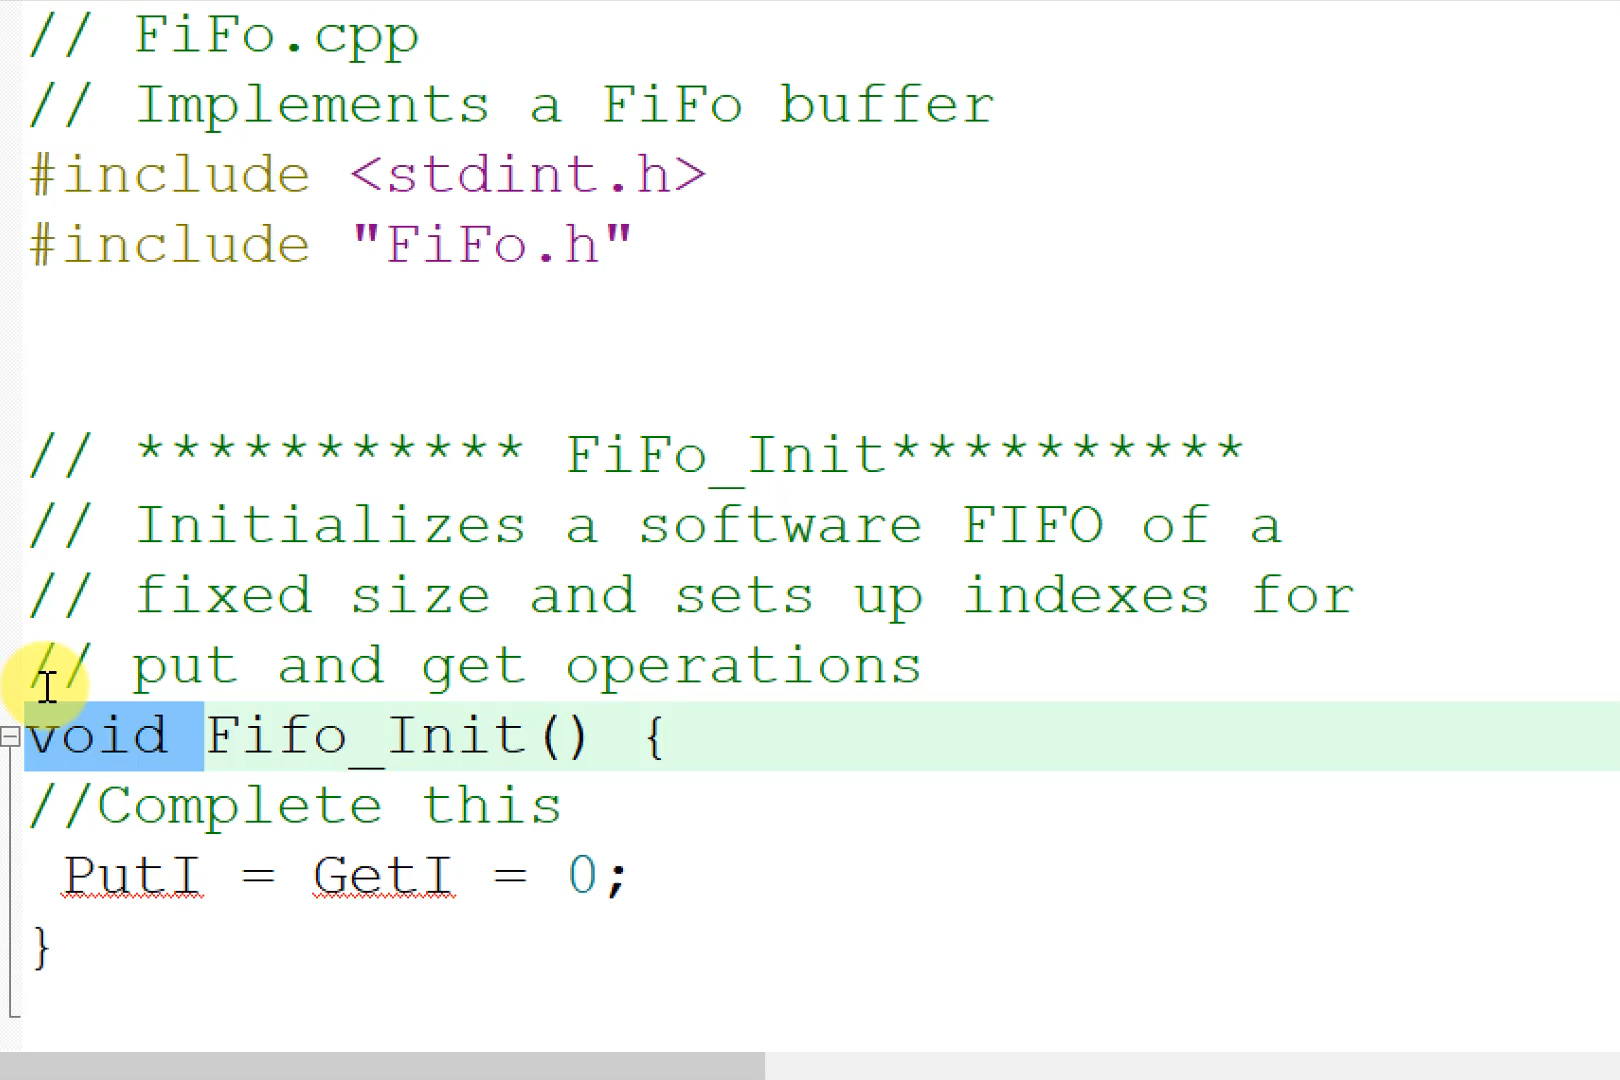 // FiFo.cpp
// Implements a FiFo buffer
#include <stdint.h>
#include "FiFo.h"
// *********** FiFo_Init**********
// Initializes a software FIFO of a
// fixed size and sets up indexes for
// put and get operations
void Fifo_Init() {
//Complete this
PutI = GetI = 0;
}